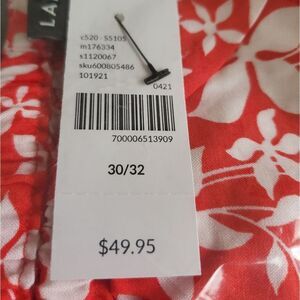 LA
c520 - S5105
m176334
s1120067
sku600805486
101921
0421
700006513909
30/32
$49.95